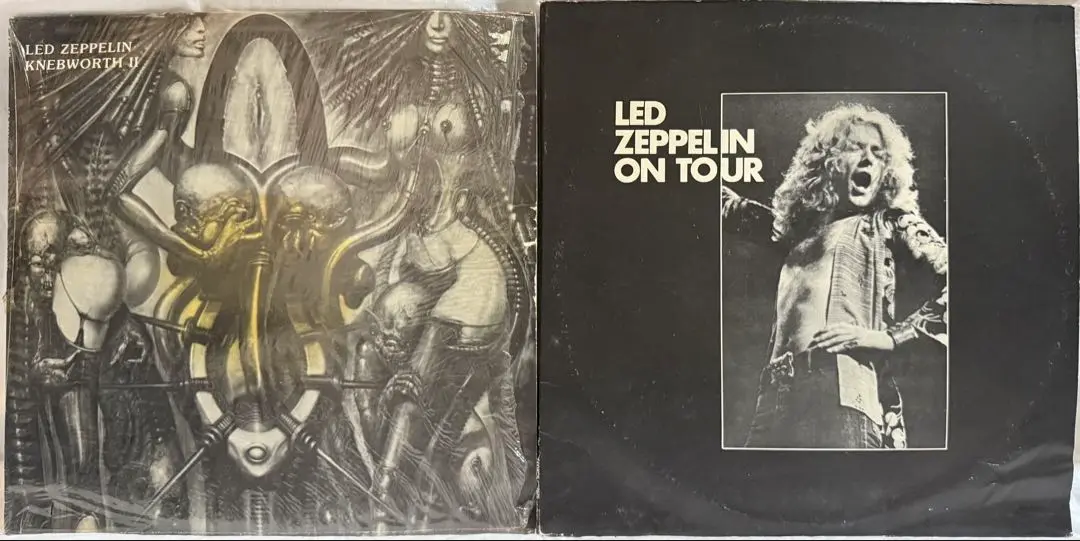 LED ZEPPELIN
KNEBWORTH II
LED
ZEPPELIN
ON TOUR